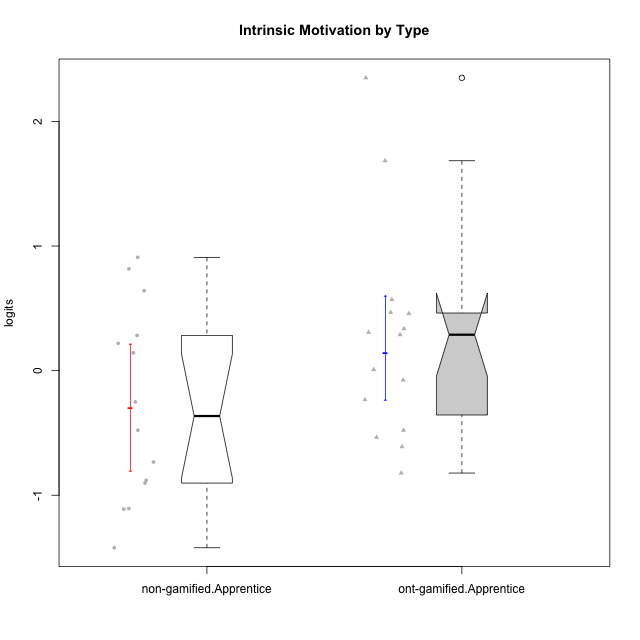 Intrinsic Motivation by Type
logits
2
1
0
-1
non-gamified.Apprentice
ont-gamified.Apprentice